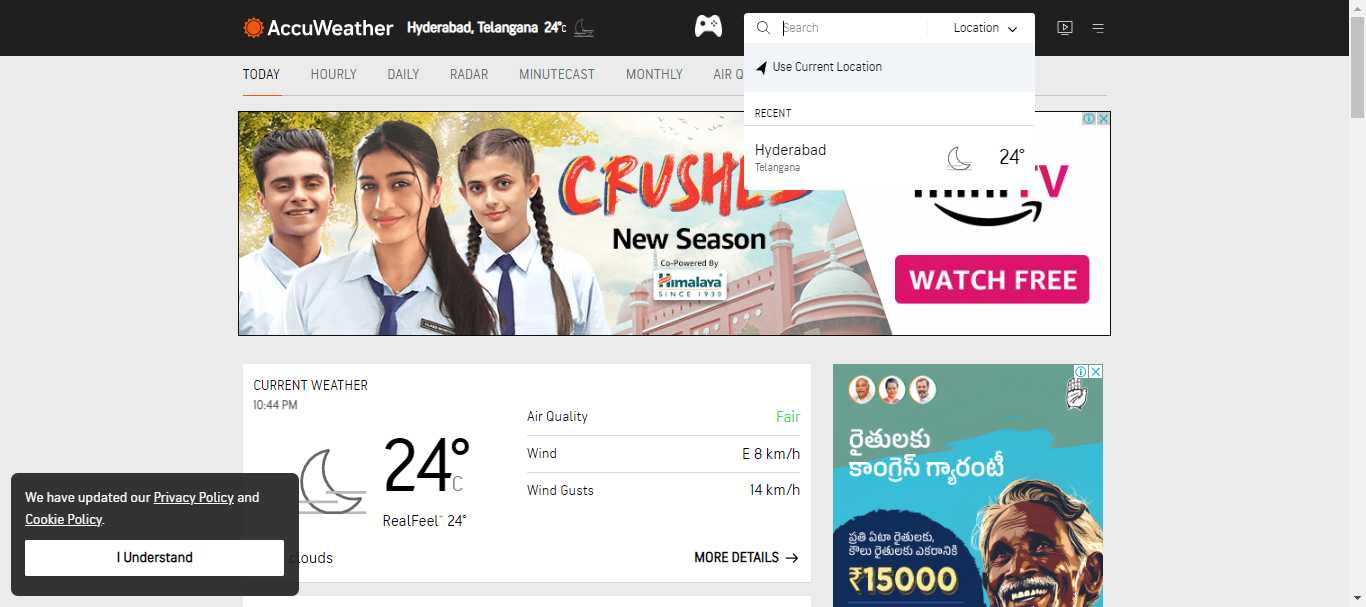 AccuWeather
Hyderabad, Telangana 24°C
Search
Location
Use Current Location
RECENT
Hyderabad
Telangana
24°
TODAY
HOURLY
DAILY
RADAR
MINUTECAST
MONTHLY
AIR Q
CRUSHED
New Season
Co-Powered By
Himalaya
SINCE 1930
TV
WATCH FREE
CURRENT WEATHER
10:44 PM
24°C
RealFeel™ 24°
clouds
Air Quality Fair
Wind E 8 km/h
Wind Gusts 14 km/h
MORE DETAILS →
రైతులకు
కాంగ్రెస్ గ్యారంటీ
ప్రతి ఏటా రైతులకు,
కౌలు రైతులకు ఎకరానికి
₹15000
We have updated our Privacy Policy and
Cookie Policy.
I Understand